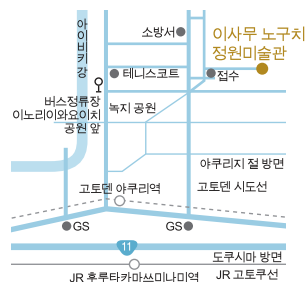 아이비키강
소방서
이사무 노구치
정원미술관
테니스코트
접수
버스정류장
이노리이와요이치
공원 앞
녹지 공원
야쿠리지 절 방면
고토덴 야쿠리역
고토덴 시도선
GS
GS
11
도쿠시마 방면
JR 고토쿠선
JR 후루타카마쓰미나미역